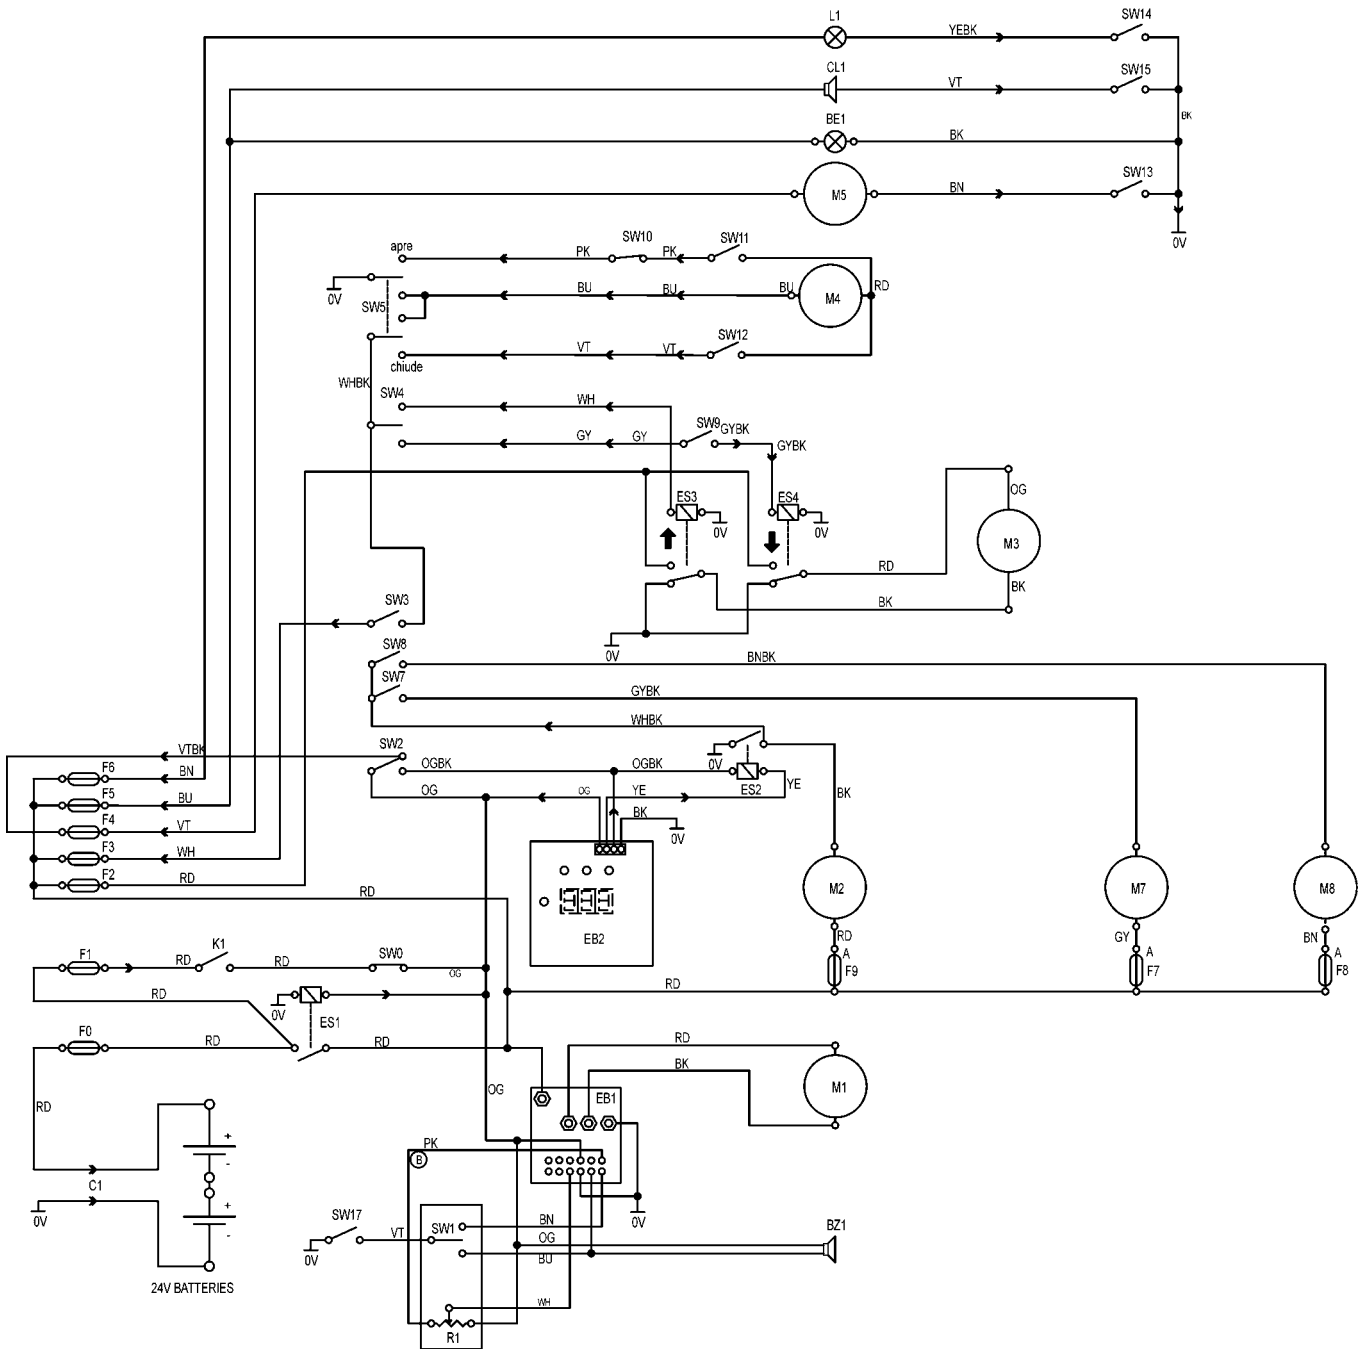 L1
YEBK
SW14
CL1
VT
SW15
BK
BE1
BK
M5
BN
SW13
0V
apre
PK
SW10
PK
SW11
0V
SW5
BU
BU
BU
M4
RD
SW12
VT
VT
chiude
WHBK
SW4
WH
GY
GY
SW9
GYBK
GYBK
ES3
0V
ES4
0V
OG
M3
RD
BK
BK
SW3
0V
SW8
BNBK
SW7
GYBK
WHBK
VTBK
SW2
OGBK
OGBK
0V
ES2
YE
F6
BN
OG
OG
YE
BK
F5
BU
BK
0V
F4
VT
F3
WH
F2
RD
RD
EB2
M2
M7
M8
RD
GY
BN
A
A
A
F9
F7
F8
F1
RD
K1
RD
SW0
OG
RD
RD
0V
ES1
F0
RD
RD
RD
BK
M1
RD
OG
EB1
+
-
PK
B
C1
0V
+
-
0V
SW17
VT
SW1
BN
OG
BU
BZ1
0V
24V BATTERIES
WH
R1